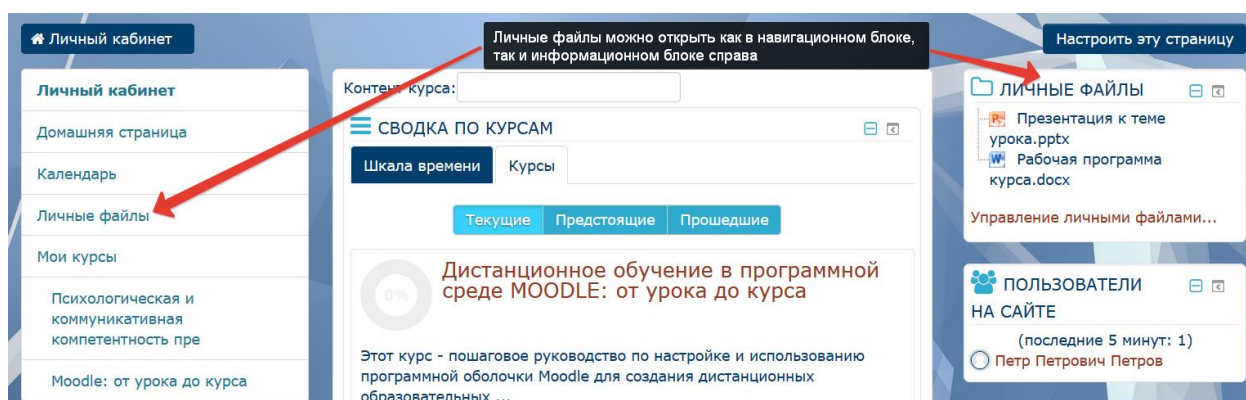 Личный кабинет
Личные файлы можно открыть как в навигационном блоке,
так и информационном блоке справа
Настроить эту страницу
Личный кабинет
Домашняя страница
Календарь
Личные файлы
Мои курсы
Психологическая и
коммуникативная
компетентность пре
Moodle: от урока до курса
Контент курса:
СВОДКА ПО КУРСАМ
Шкала времени
Курсы
Текущие
Предстоящие
Прошедшие
0%
Дистанционное обучение в программной
среде MOODLE: от урока до курса
Этот курс - пошаговое руководство по настройке и использованию
программной оболочки Moodle для создания дистанционных
образовательных ...
ЛИЧНЫЕ ФАЙЛЫ
Презентация к теме
урока.pptx
Рабочая программа
курса.docx
Управление личными файлами...
ПОЛЬЗОВАТЕЛИ
НА САЙТЕ
(последние 5 минут: 1)
Петр Петрович Петров